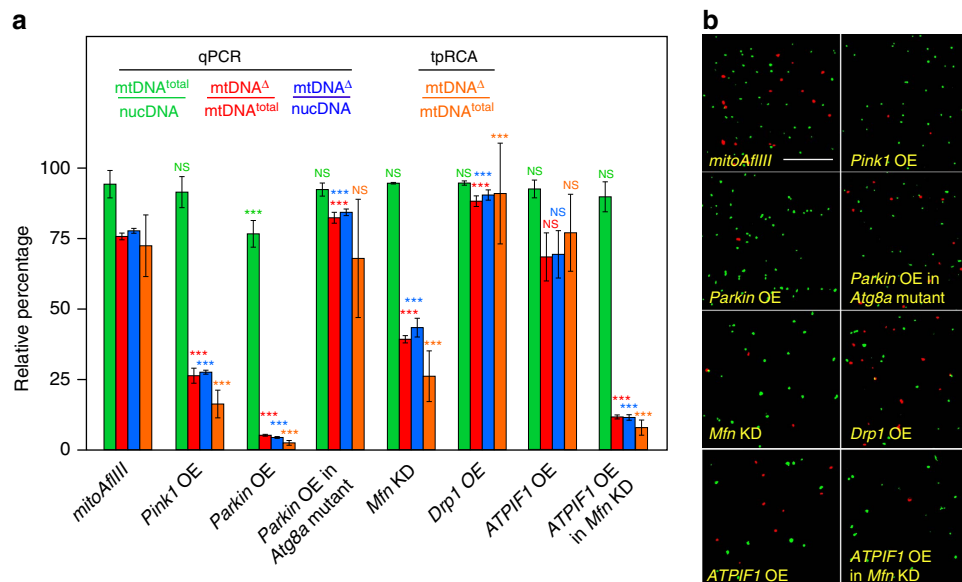 a
qPCR
tpRCA
mtDNAtotal
nucDNA
mtDNAΔ
mtDNAtotal
mtDNAΔ
nucDNA
mtDNAΔ
mtDNAtotal
Relative percentage
100
75
50
25
0
NS
***
***
***
***
***
***
***
NS
***
***
NS
NS
***
***
***
NS
***
***
***
NS
NS
NS
NS
***
***
***
mitoAflIII
Pink1 OE
Parkin OE
Parkin OE in
Atg8a mutant
Mfn KD
Drp1 OE
ATPIF1 OE
ATPIF1 OE
in Mfn KD
b
mitoAflIII
Pink1 OE
Parkin OE
Parkin OE in
Atg8a mutant
Mfn KD
Drp1 OE
ATPIF1 OE
ATPIF1 OE
in Mfn KD